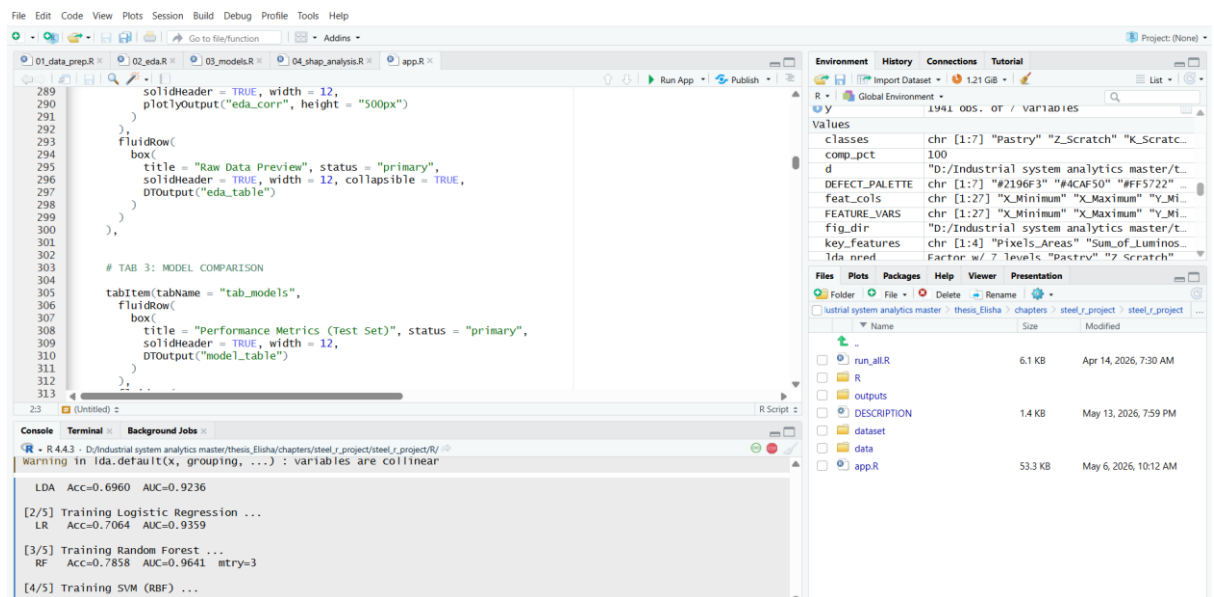 File Edit Code View Plots Session Build Debug Profile Tools Help
Go to file/function Addins Project: (None)
01_data_prep.R 02_eda.R 03_models.R 04_shap_analysis.R app.R
Run App Publish
289 solidHeader = TRUE, width = 12,
290 plotlyOutput("eda_corr", height = "500px")
291 )
292 ),
293 fluidRow(
294 box(
295 title = "Raw Data Preview", status = "primary",
296 solidHeader = TRUE, width = 12, collapsible = TRUE,
297 DTOutput("eda_table")
298 )
299 )
300 ),
301
302
303 # TAB 3: MODEL COMPARISON
304
305 tabItem(tabName = "tab_models",
306 fluidRow(
307 box(
308 title = "Performance Metrics (Test Set)", status = "primary",
309 solidHeader = TRUE, width = 12,
310 DTOutput("model_table")
311 )
312 ),
313
2:3 (Untitled) R Script
Console Terminal Background Jobs
R 4.4.3 · D:/Industrial system analytics master/thesis_Elisha/chapters/steel_r_project/steel_r_project/R/
Warning in lda.default(x, grouping, ...) : variables are collinear
LDA Acc=0.6960 AUC=0.9236
[2/5] Training Logistic Regression ...
LR Acc=0.7064 AUC=0.9359
[3/5] Training Random Forest ...
RF Acc=0.7858 AUC=0.9641 mtry=3
[4/5] Training SVM (RBF) ...
Environment History Connections Tutorial
Import Dataset 1.21 GiB List
R Global Environment
y 1941 obs. of 7 variables
Values
classes chr [1:7] "Pastry" "Z_Scratch" "K_Scratc…
comp_pct 100
d "D:/Industrial system analytics master/t…
DEFECT_PALETTE chr [1:7] "#2196F3" "#4CAF50" "#FF5722" …
feat_cols chr [1:27] "X_Minimum" "X_Maximum" "Y_Mi…
FEATURE_VARS chr [1:27] "X_Minimum" "X_Maximum" "Y_Mi…
fig_dir "D:/Industrial system analytics master/t…
key_features chr [1:4] "Pixels_Areas" "Sum_of_Luminos…
lda_pred Factor w/ 7 levels "Pastry" "Z_Scratch"
Files Plots Packages Help Viewer Presentation
Folder File Delete Rename
ustrial system analytics master > thesis_Elisha > chapters > steel_r_project > steel_r_project ...
Name Size Modified
..
run_all.R 6.1 KB Apr 14, 2026, 7:30 AM
R
outputs
DESCRIPTION 1.4 KB May 13, 2026, 7:59 PM
dataset
data
app.R 53.3 KB May 6, 2026, 10:12 AM